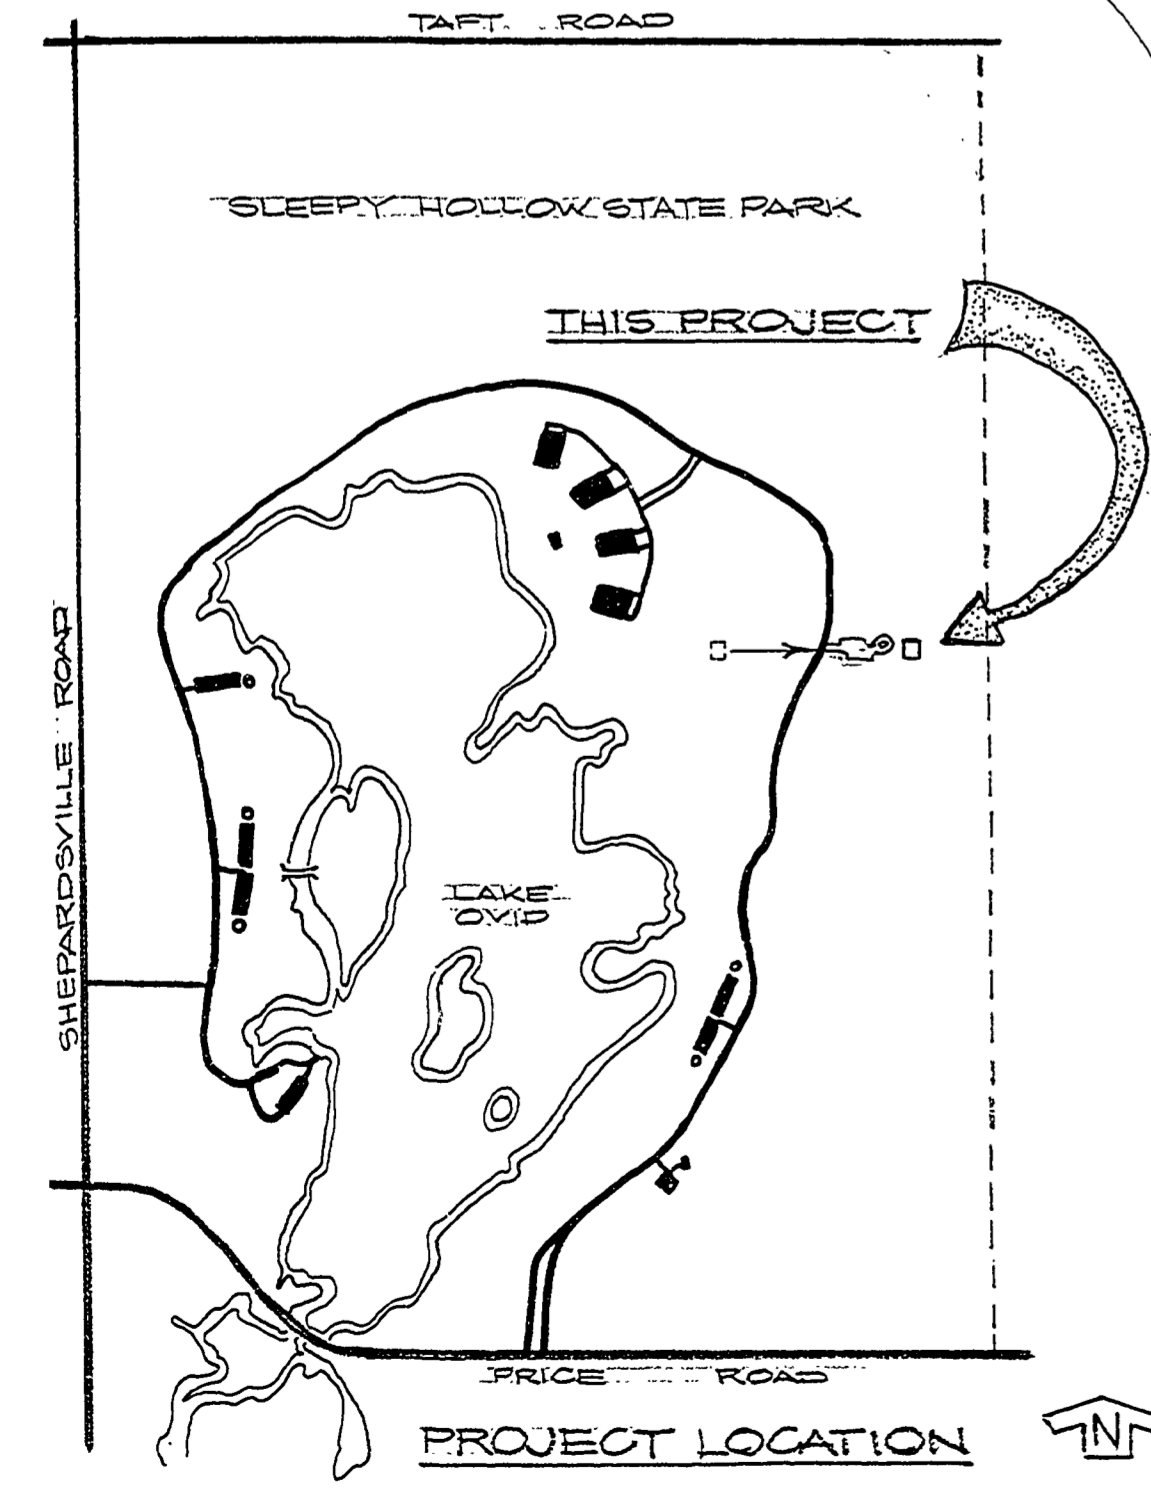 TAFT ROAD
SLEEPY HOLLOW STATE PARK
THIS PROJECT
SHEPARDSVILLE ROAD
LAKE
OVID
PRICE ROAD
PROJECT LOCATION
N